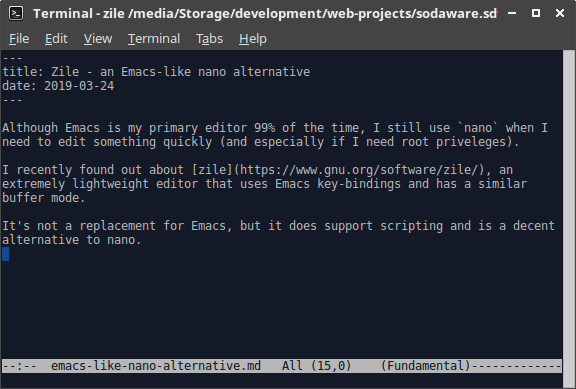 Terminal - zile /media/Storage/development/web-projects/sodaware.sd
File Edit View Terminal Tabs Help
---
title: Zile - an Emacs-like nano alternative
date: 2019-03-24
---
Although Emacs is my primary editor 99% of the time, I still use `nano` when I
need to edit something quickly (and especially if I need root priveleges).
I recently found out about [zile](https://www.gnu.org/software/zile/), an
extremely lightweight editor that uses Emacs key-bindings and has a similar
buffer mode.
It's not a replacement for Emacs, but it does support scripting and is a decent
alternative to nano.
--:-- emacs-like-nano-alternative.md All (15,0) (Fundamental)-------------